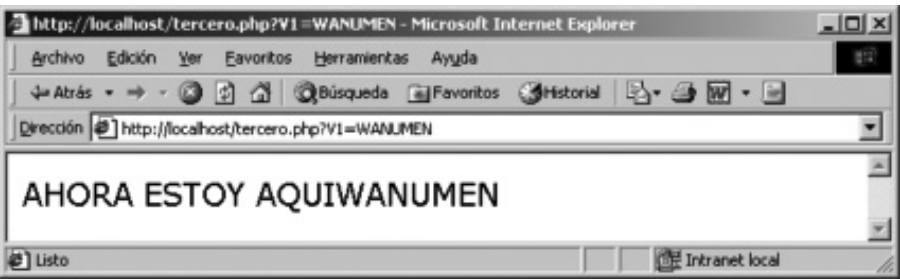 http://localhost/tercero.php?V1=WANUMEN - Microsoft Internet Explorer
Archivo Edición Ver Favoritos Herramientas Ayuda
Atrás Búsqueda Favoritos Historial
Dirección http://localhost/tercero.php?V1=WANUMEN
AHORA ESTOY AQUIWANUMEN
Listo Intranet local